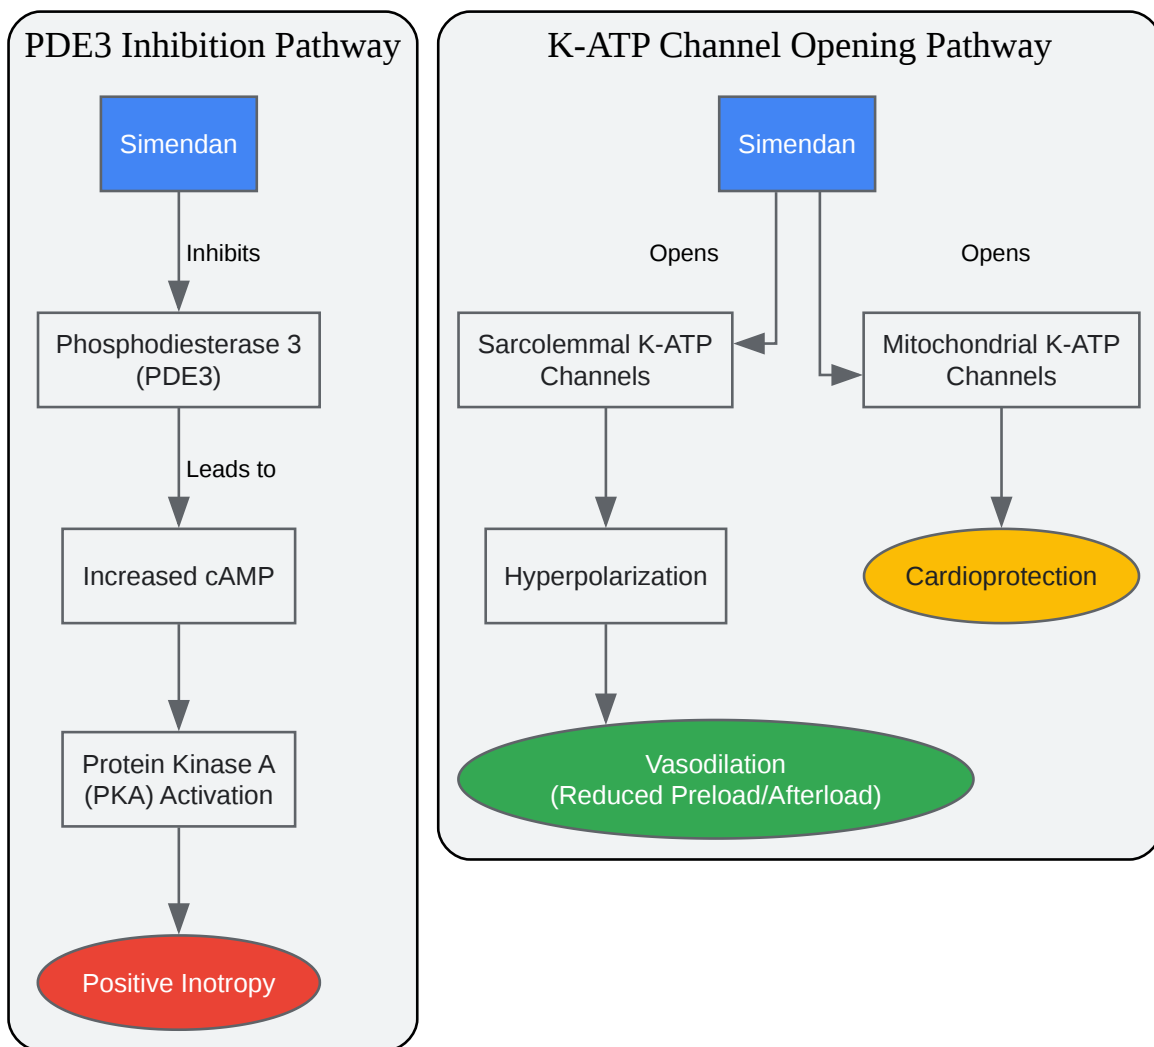 PDE3 Inhibition Pathway
Simendan
Inhibits
Phosphodiesterase 3
(PDE3)
Leads to
Increased cAMP
Protein Kinase A
(PKA) Activation
Positive Inotropy
K-ATP Channel Opening Pathway
Simendan
Opens
Opens
Sarcolemmal K-ATP
Channels
Mitochondrial K-ATP
Channels
Hyperpolarization
Cardioprotection
Vasodilation
(Reduced Preload/Afterload)